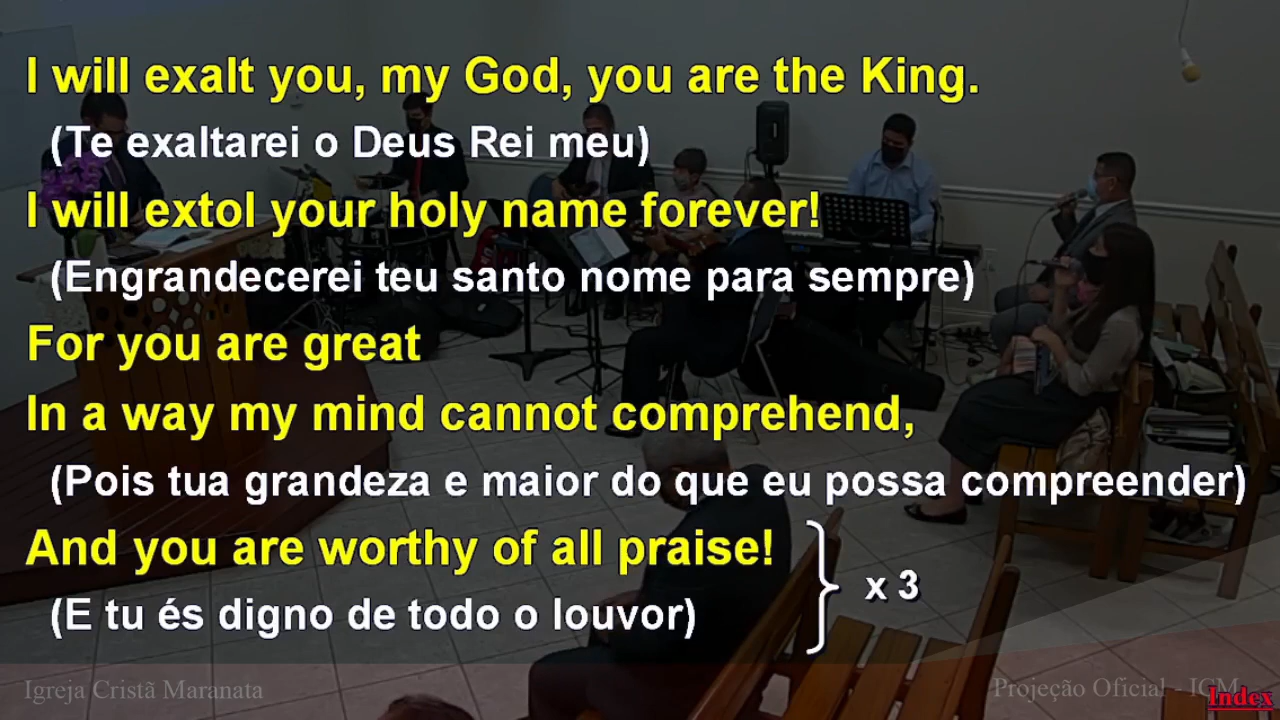 I will exalt you, my God, you are the King.
(Te exaltarei o Deus Rei meu)
I will extol your holy name forever!
(Engrandecerei teu santo nome para sempre)
For you are great
In a way my mind cannot comprehend,
(Pois tua grandeza e maior do que eu possa compreender)
And you are worthy of all praise!
x 3
(E tu és digno de todo o louvor)
Igreja Cristã Maranata
Projeção Oficial - ICM
Index